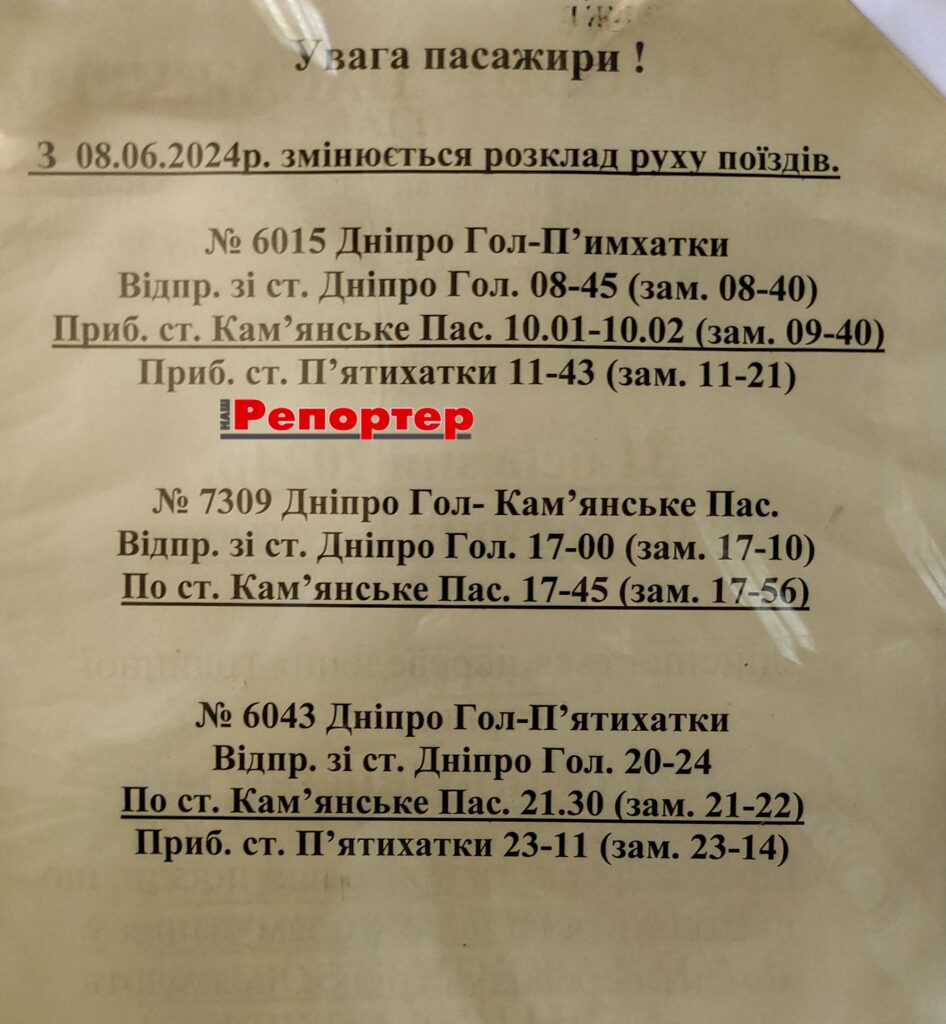 Увага пасажири !
З 08.06.2024р. змінюється розклад руху поїздів.
№ 6015 Дніпро Гол-П’имхатки
Відпр. зі ст. Дніпро Гол. 08-45 (зам. 08-40)
Приб. ст. Кам’янське Пас. 10.01-10.02 (зам. 09-40)
Приб. ст. П’ятихатки 11-43 (зам. 11-21)
НАШ Репортер
№ 7309 Дніпро Гол- Кам’янське Пас.
Відпр. зі ст. Дніпро Гол. 17-00 (зам. 17-10)
По ст. Кам’янське Пас. 17-45 (зам. 17-56)
№ 6043 Дніпро Гол-П’ятихатки
Відпр. зі ст. Дніпро Гол. 20-24
По ст. Кам’янське Пас. 21.30 (зам. 21-22)
Приб. ст. П’ятихатки 23-11 (зам. 23-14)